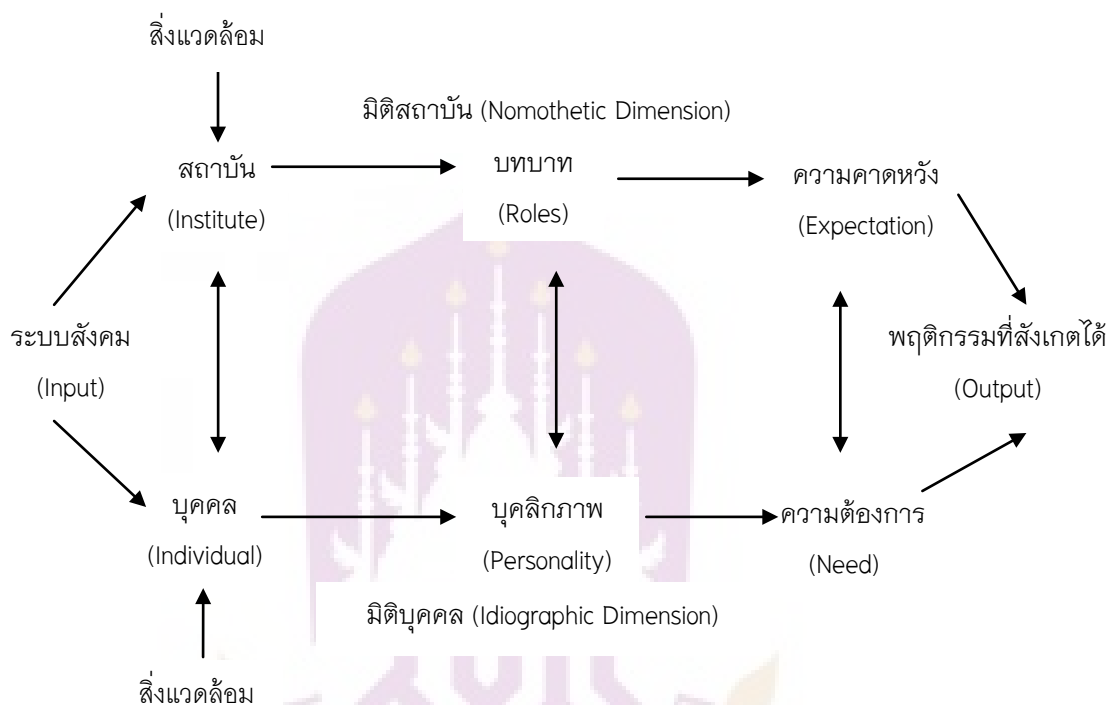 สิ่งแวดล้อม
มิติสถาบัน (Nomothetic Dimension)
สถาบัน
(Institute)
บทบาท
(Roles)
ความคาดหวัง
(Expectation)
ระบบสังคม
(Input)
พฤติกรรมที่สังเกตได้
(Output)
บุคคล
(Individual)
บุคลิกภาพ
(Personality)
ความต้องการ
(Need)
มิติบุคคล (Idiographic Dimension)
สิ่งแวดล้อม